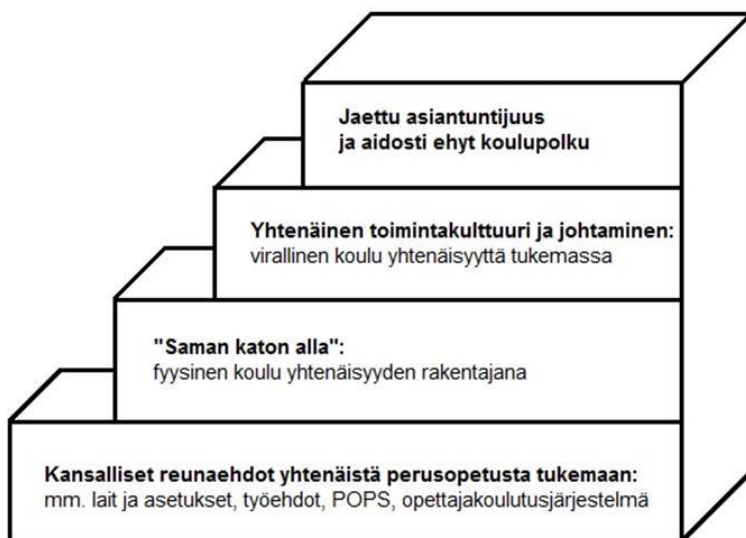 Jaettu asiantuntijuus
ja aidosti ehyt koulupolku
Yhtenäinen toimintakulttuuri ja johtaminen:
virallinen koulu yhtenäisyyttä tukemassa
"Saman katon alla":
fyysinen koulu yhtenäisyyden rakentajana
Kansalliset reunaehdot yhtenäistä perusopetusta tukemaan:
mm. lait ja asetukset, työehdot, POPS, opettajakoulutusjärjestelmä